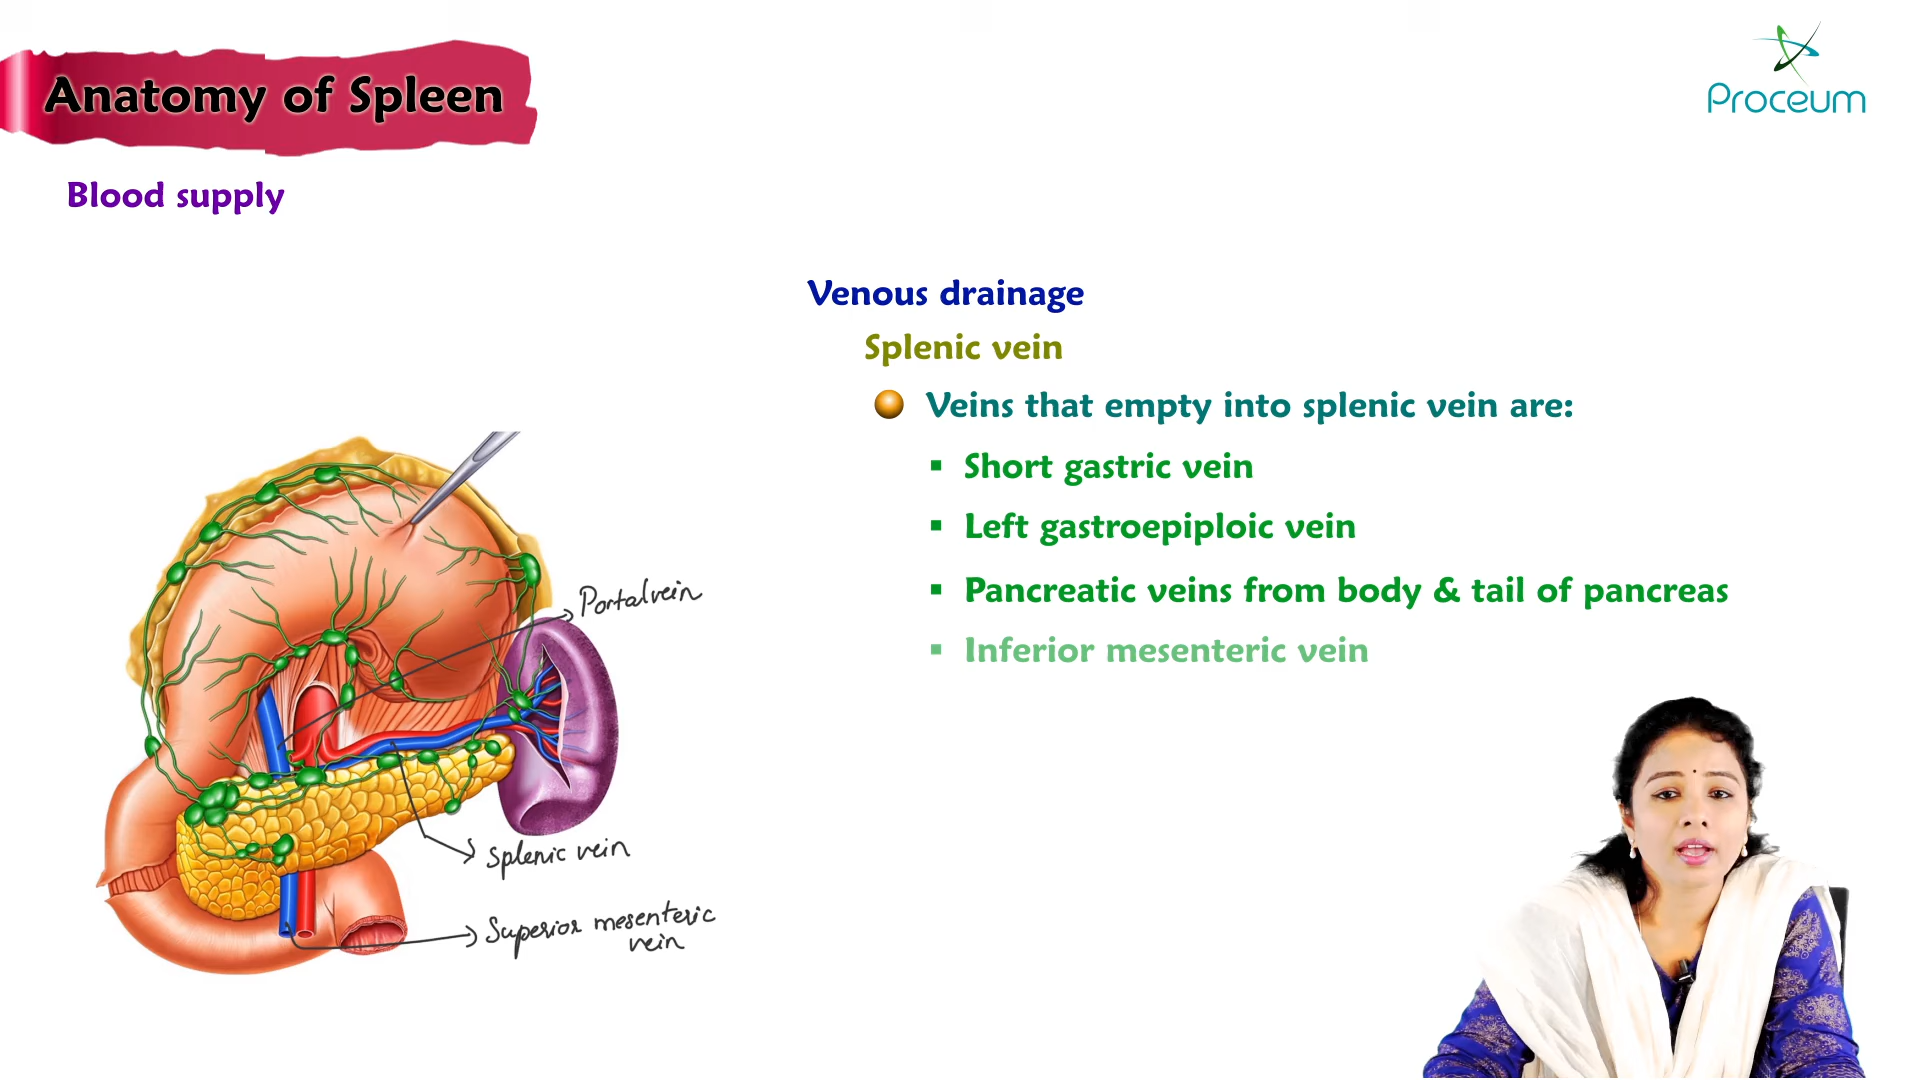 Anatomy of Spleen
Proceum
Blood supply
Venous drainage
Splenic vein
Veins that empty into splenic vein are:
▪ Short gastric vein
▪ Left gastroepiploic vein
▪ Pancreatic veins from body & tail of pancreas
▪ Inferior mesenteric vein
Portal vein
Splenic vein
Superior mesenteric
vein